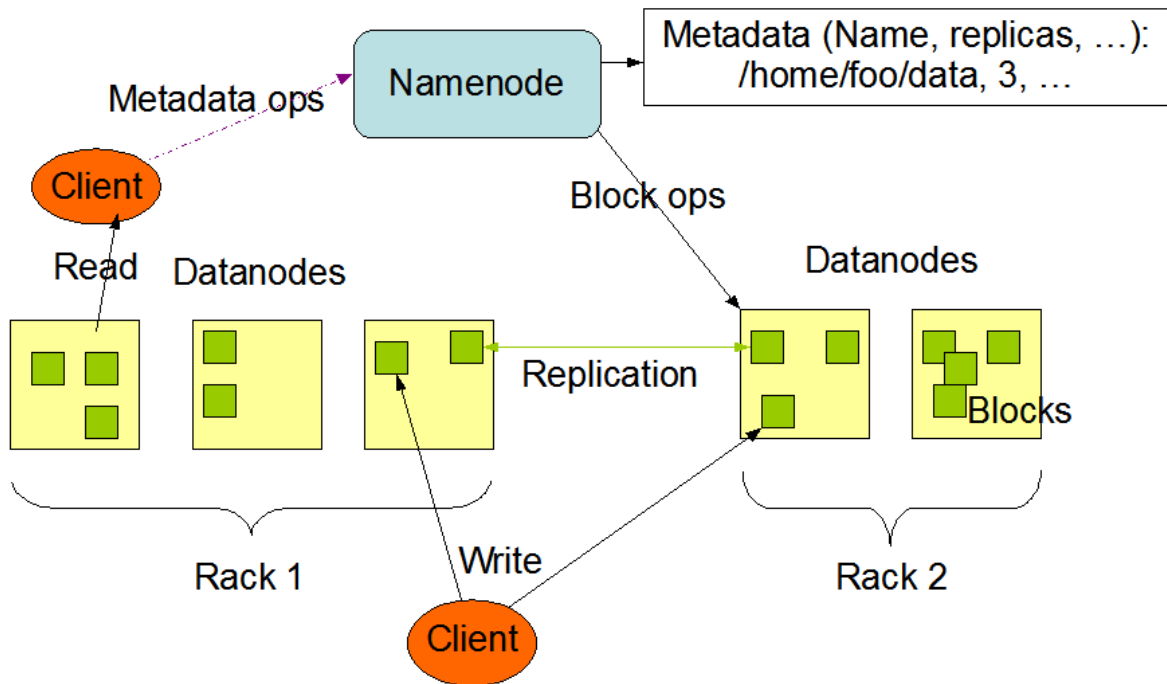 Metadata (Name, replicas, …):
/home/foo/data, 3, …
Namenode
Metadata ops
Client
Block ops
Read
Datanodes
Datanodes
Replication
Blocks
Rack 1
Write
Rack 2
Client